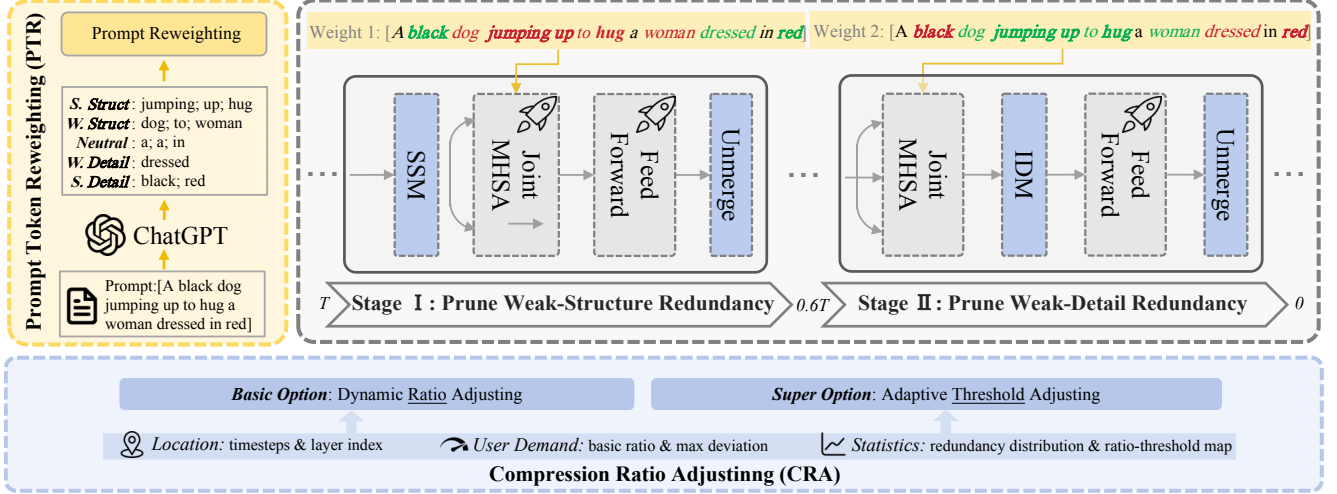 Prompt Token Reweighting (PTR)
Prompt Reweighting
S. Struct : jumping; up; hug
W. Struct : dog; to; woman
Neutral : a; a; in
W. Detail : dressed
S. Detail : black; red
ChatGPT
Prompt:[A black dog
jumping up to hug a
woman dressed in red]
Weight 1: [A black dog jumping up to hug a woman dressed in red]
Weight 2: [A black dog jumping up to hug a woman dressed in red]
...
SSM
Joint
MHSA
Feed
Forward
Unmerge
...
Joint
MHSA
IDM
Feed
Forward
Unmerge
...
T
Stage Ⅰ: Prune Weak-Structure Redundancy
0.6T
Stage Ⅱ: Prune Weak-Detail Redundancy
0
Basic Option: Dynamic Ratio Adjusting
Super Option: Adaptive Threshold Adjusting
Location: timesteps & layer index
User Demand: basic ratio & max deviation
Statistics: redundancy distribution & ratio-threshold map
Compression Ratio Adjustinng (CRA)